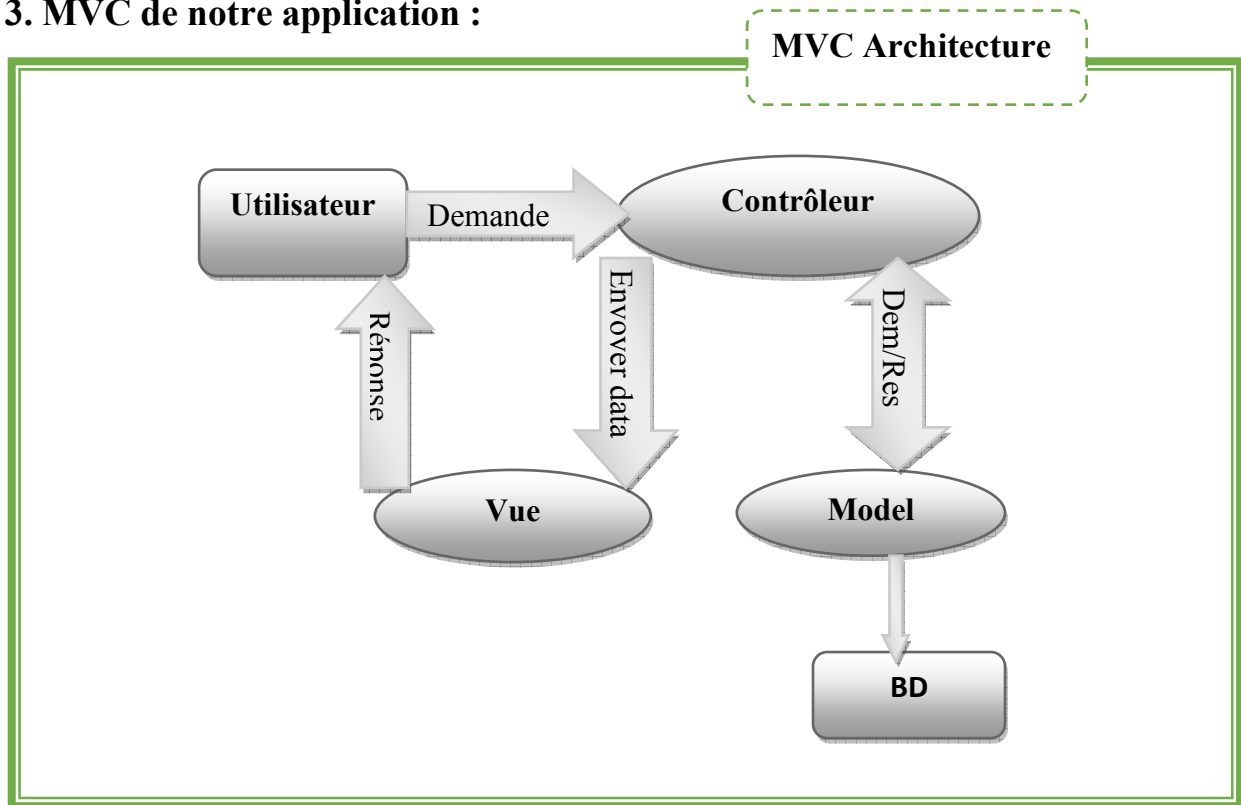 3. MVC de notre application :
MVC Architecture
Utilisateur
Demande
Contrôleur
Réponse
Envoyer data
Dem/Res
Vue
Model
BD